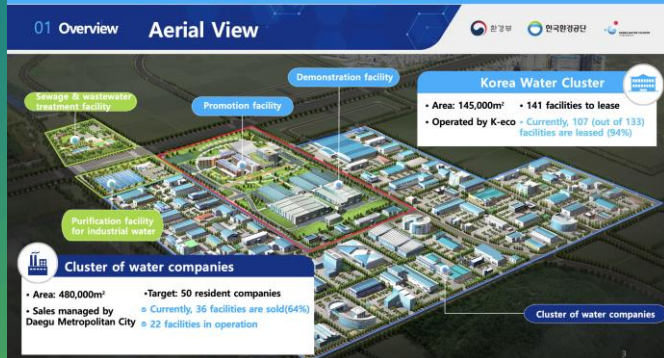 01 Overview Aerial View
환경부
한국환경공단
Demonstration facility
Sewage & wastewater
treatment facility
Promotion facility
Korea Water Cluster
• Area: 145,000m²
• 141 facilities to lease
• Operated by K-eco
• Currently, 107 (out of 133)
facilities are leased (94%)
Purification facility
for industrial water
Cluster of water companies
• Area: 480,000m²
•Target: 50 resident companies
• Sales managed by
Daegu Metropolitan City
Currently, 36 facilities are sold(64%)
22 facilities in operation
Cluster of water companies
3